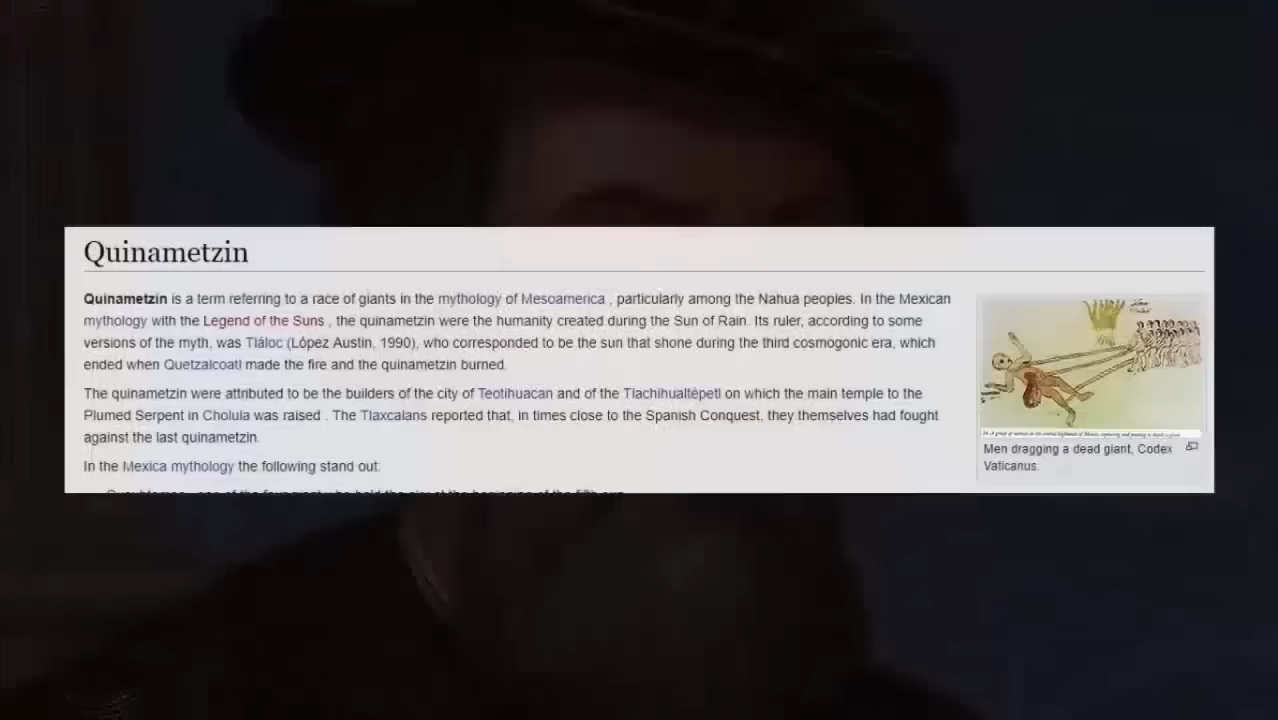 Quinametzin
Quinametzin is a term referring to a race of giants in the mythology of Mesoamerica , particularly among the Nahua peoples. In the Mexican
mythology with the Legend of the Suns , the quinametzin were the humanity created during the Sun of Rain. Its ruler, according to some
versions of the myth, was Tláloc (López Austin, 1990), who corresponded to be the sun that shone during the third cosmogonic era, which
ended when Quetzalcoatl made the fire and the quinametzin burned.
The quinametzin were attributed to be the builders of the city of Teotihuacan and of the Tlachihualtépetl on which the main temple to the
Plumed Serpent in Cholula was raised . The Tlaxcalans reported that, in times close to the Spanish Conquest, they themselves had fought
against the last quinametzin.
In the Mexica mythology the following stand out:
Men dragging a dead giant, Codex
Vaticanus.